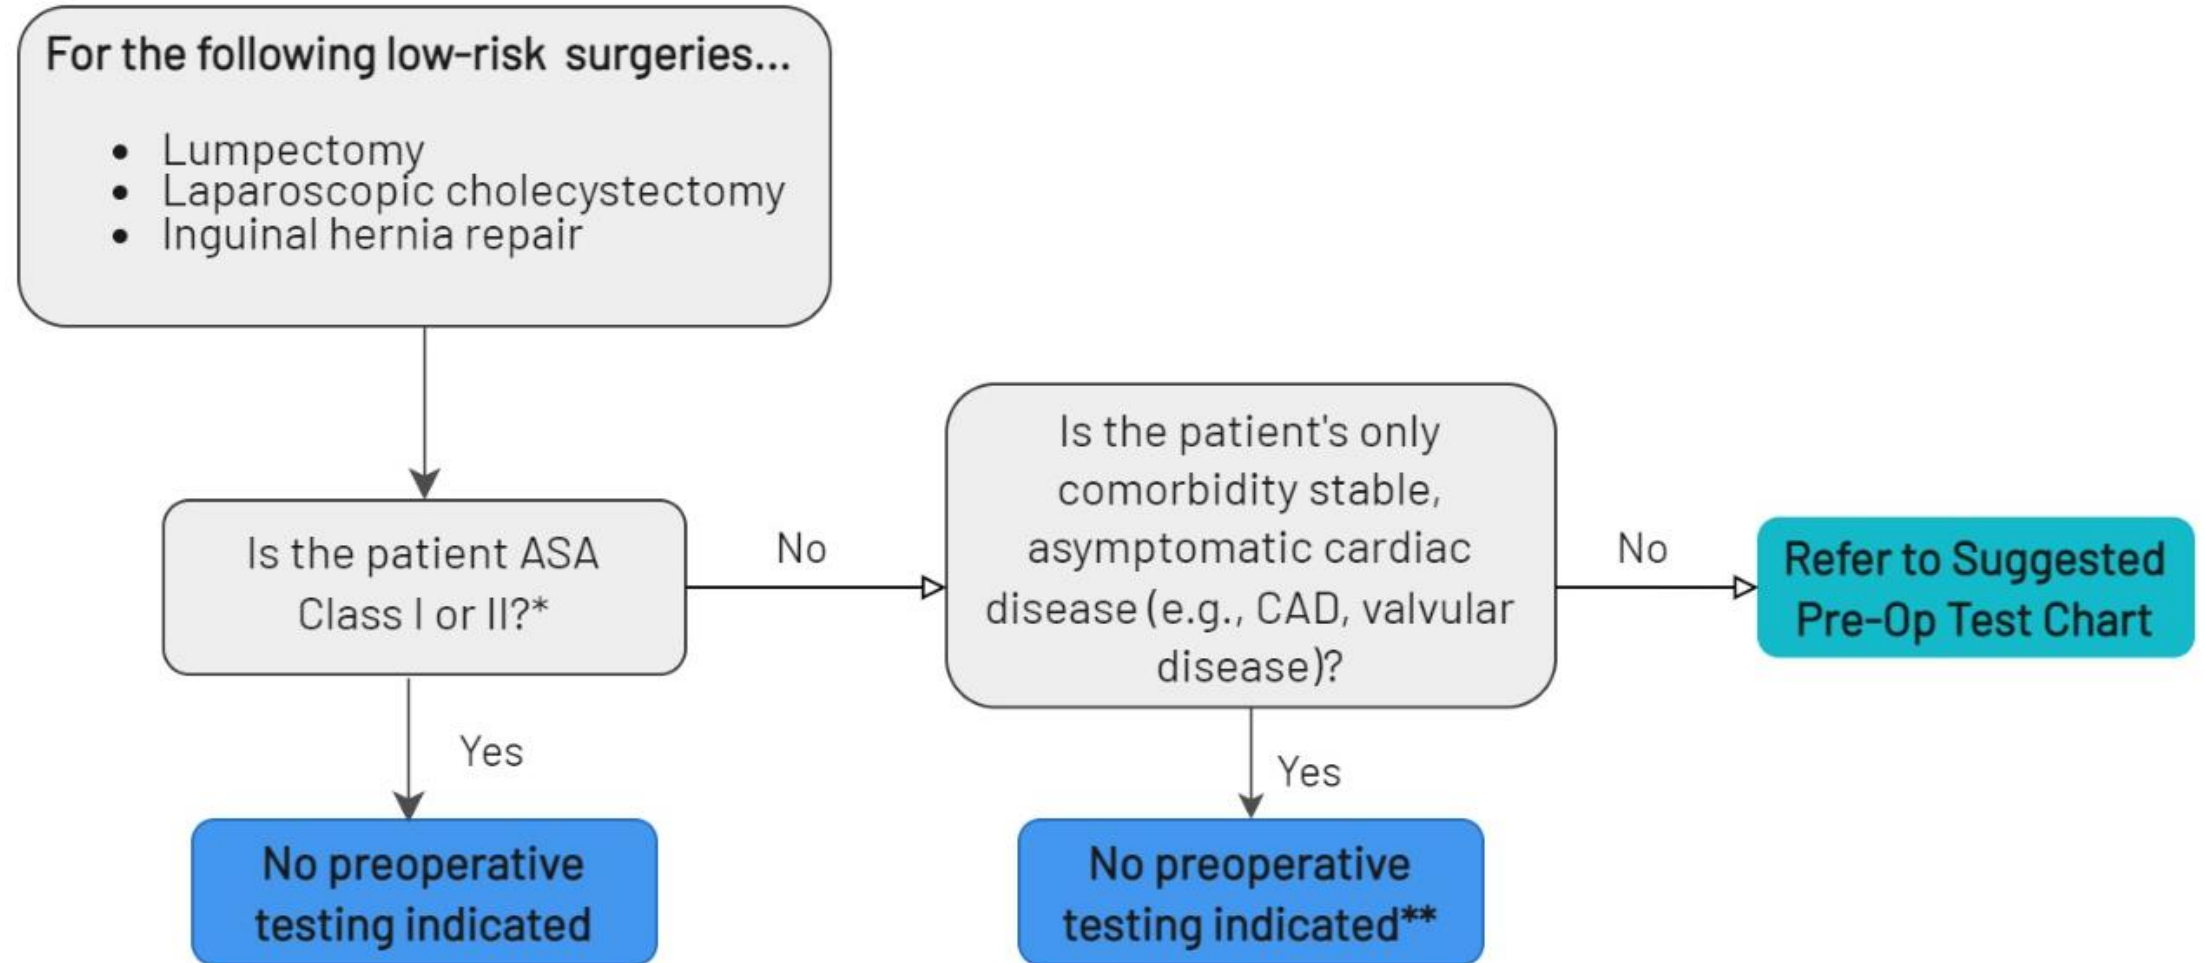 For the following low-risk surgeries...
• Lumpectomy
• Laparoscopic cholecystectomy
• Inguinal hernia repair
Is the patient ASA
Class I or II?*
No
Is the patient's only
comorbidity stable,
asymptomatic cardiac
disease (e.g., CAD, valvular
disease)?
No
Refer to Suggested
Pre-Op Test Chart
Yes
No preoperative
testing indicated
Yes
No preoperative
testing indicated**